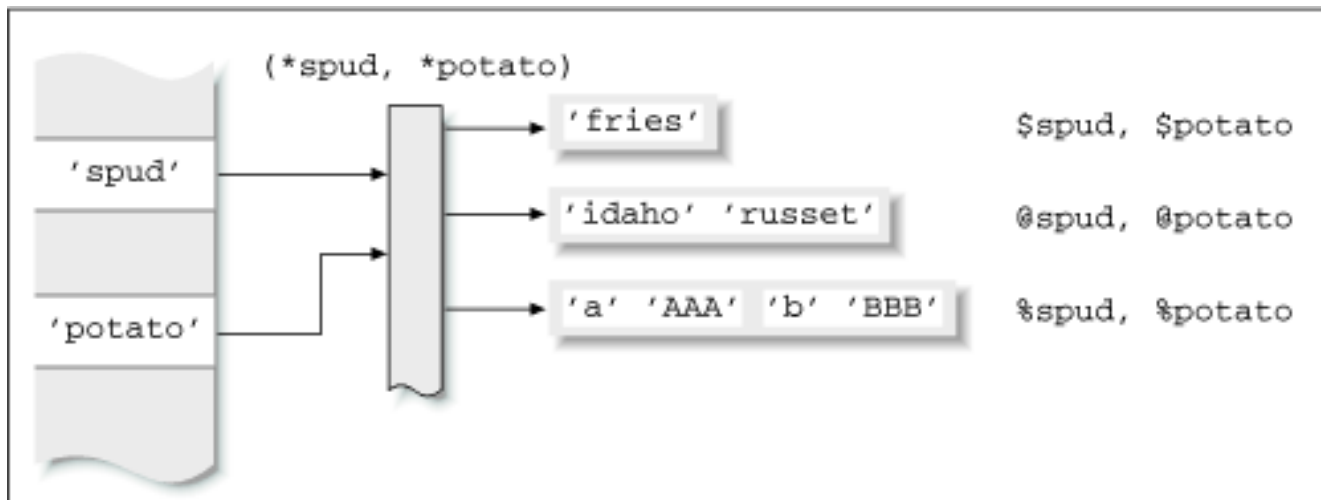 (*spud, *potato)
'fries'
$spud, $potato
'spud'
'idaho' 'russet'
@spud, @potato
'a' 'AAA' 'b' 'BBB'
%spud, %potato
'potato'